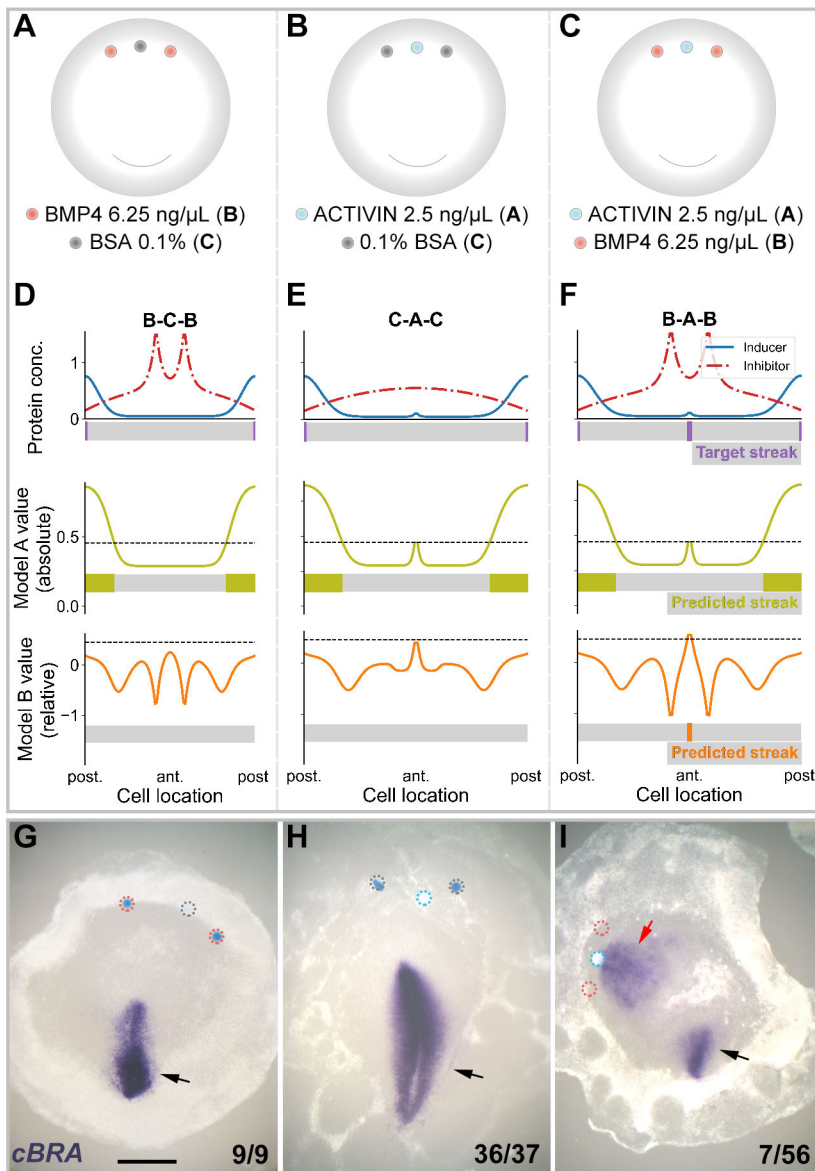 A
B
C
BMP4 6.25 ng/µL (B)
BSA 0.1% (C)
ACTIVIN 2.5 ng/µL (A)
0.1% BSA (C)
ACTIVIN 2.5 ng/µL (A)
BMP4 6.25 ng/µL (B)
D
E
F
B-C-B
C-A-C
B-A-B
Protein conc.
1
0
Inducer
Inhibitor
Target streak
Model A value
(absolute)
0.5
0.0
Predicted streak
Model B value
(relative)
0
−1
Predicted streak
post. ant. post
Cell location
post. ant. post.
Cell location
post. ant. post.
Cell location
G
H
I
cBRA
9/9
36/37
7/56